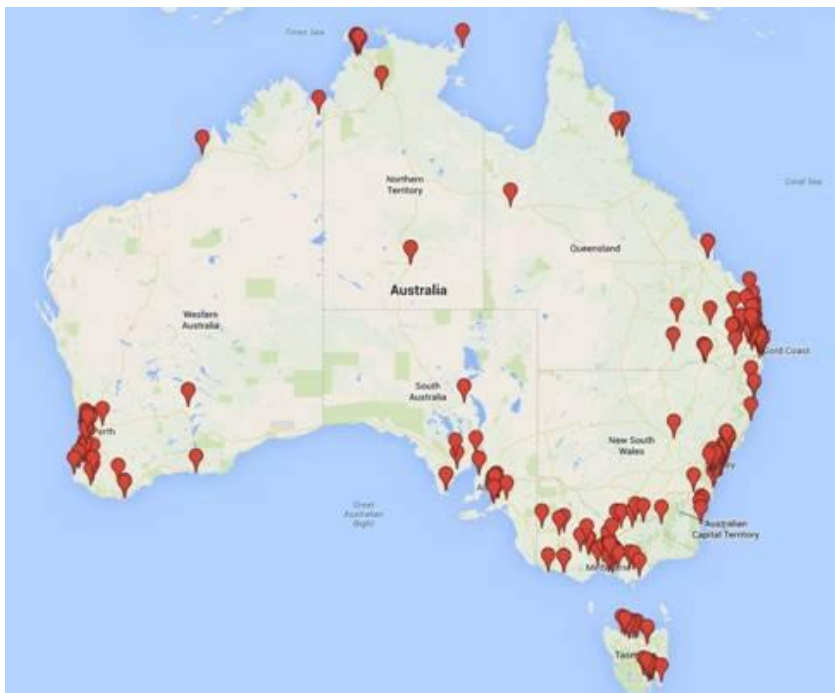 Timor Sea
Coral Sea
Northern
Territory
Queensland
Australia
Western
Australia
Gold Coast
South
Australia
Perth
New South
Wales
Great
Australian
Bight
Australian
Capital Territory